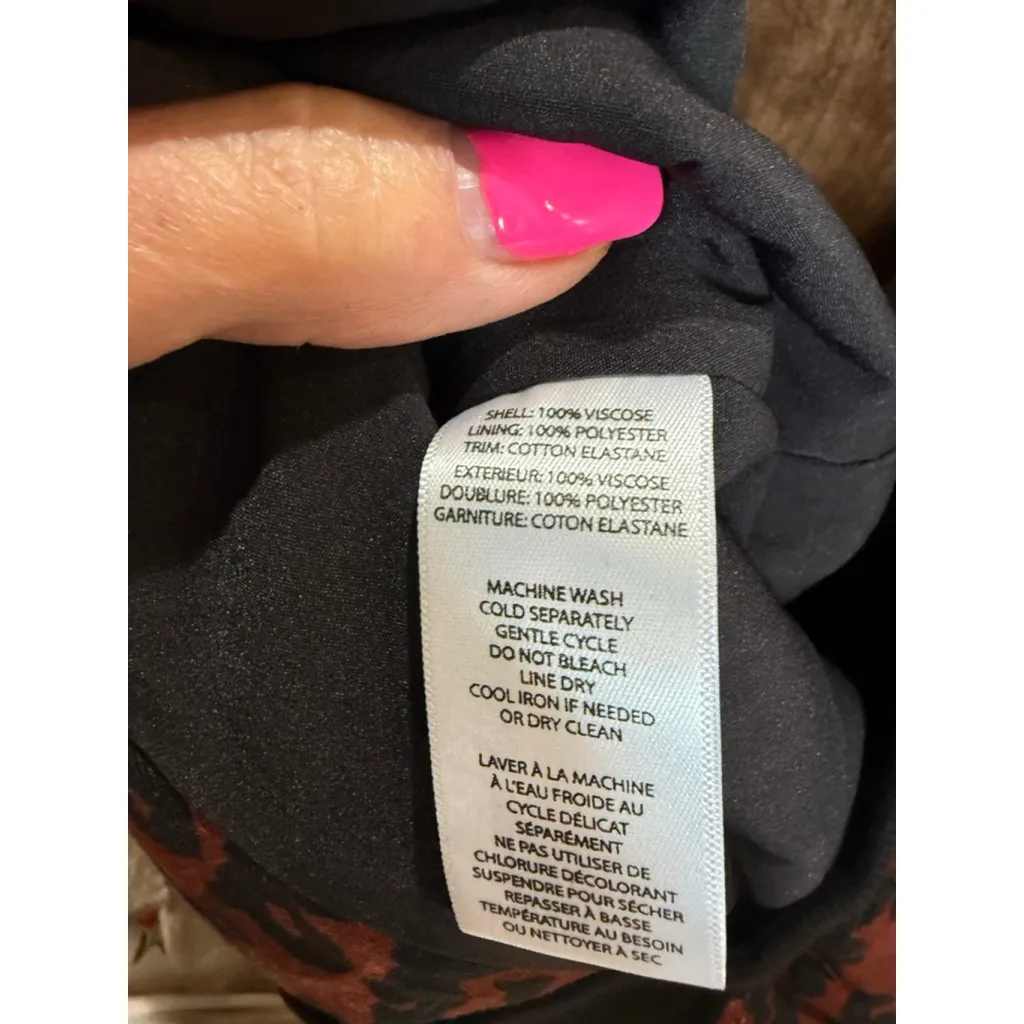 SHELL: 100% VISCOSE
LINING: 100% POLYESTER
TRIM: COTTON ELASTANE
EXTERIEUR: 100% VISCOSE
DOUBLURE: 100% POLYESTER
GARNITURE: COTON ELASTANE
MACHINE WASH
COLD SEPARATELY
GENTLE CYCLE
DO NOT BLEACH
LINE DRY
COOL IRON IF NEEDED
OR DRY CLEAN
LAVER À LA MACHINE
À L'EAU FROIDE AU
CYCLE DÉLICAT
SÉPARÉMENT
NE PAS UTILISER DE
CHLORURE DÉCOLORANT
SUSPENDRE POUR SÉCHER
REPASSER À BASSE
TEMPÉRATURE AU BESOIN
OU NETTOYER À SEC